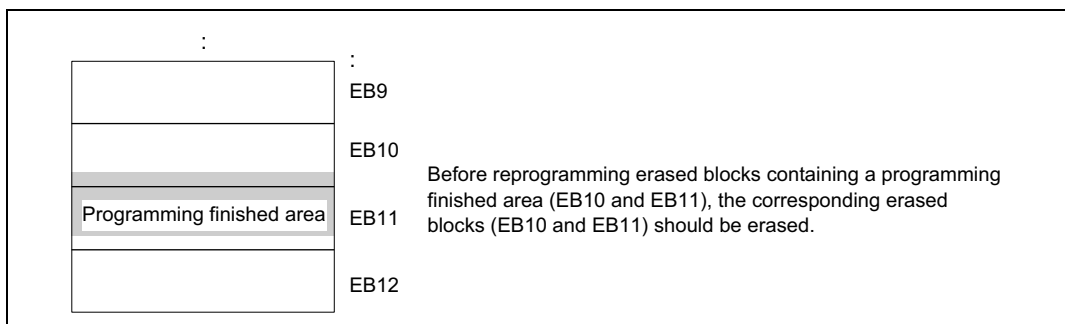 :
:
EB9
EB10
Before reprogramming erased blocks containing a programming
finished area (EB10 and EB11), the corresponding erased
blocks (EB10 and EB11) should be erased.
Programming finished area
EB11
EB12